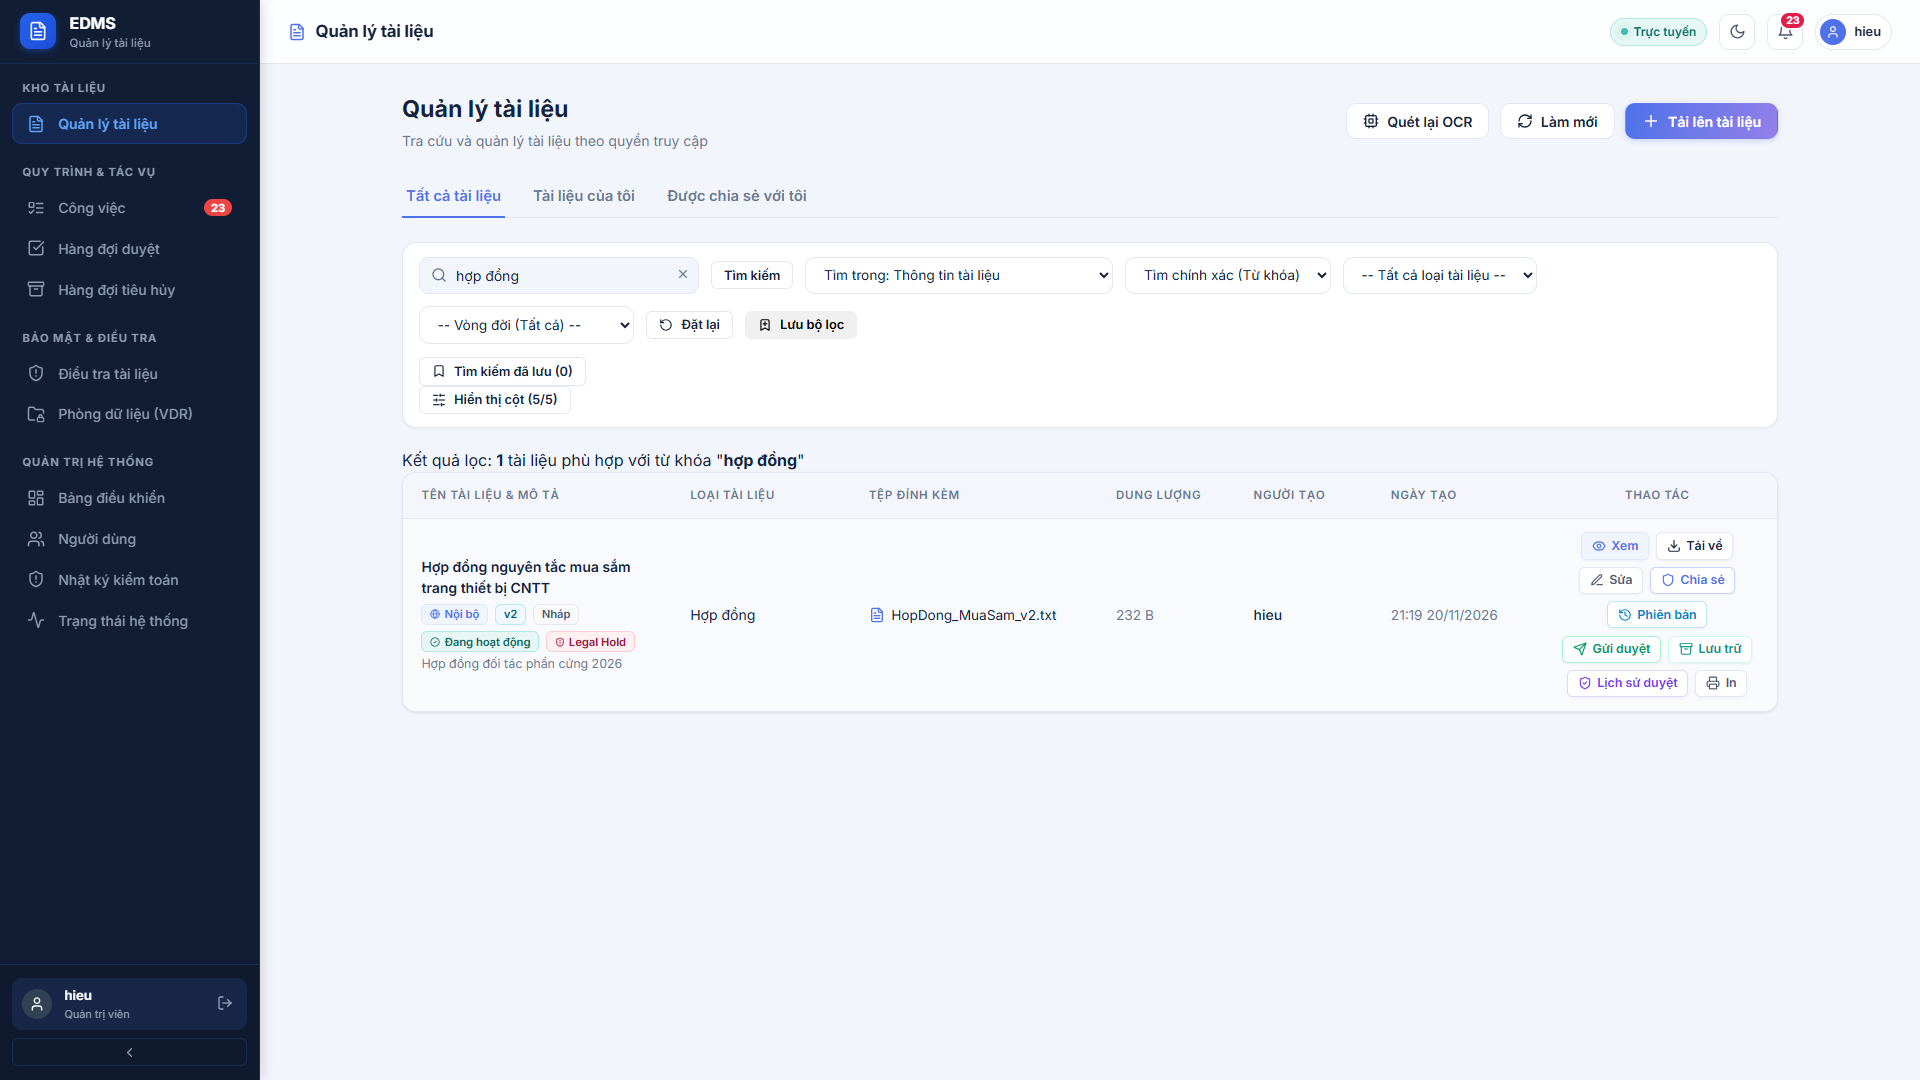 EDMS
Quản lý tài liệu
KHO TÀI LIỆU
Quản lý tài liệu
QUY TRÌNH & TÁC VỤ
Công việc
23
Hàng đợi duyệt
Hàng đợi tiêu hủy
BẢO MẬT & ĐIỀU TRA
Điều tra tài liệu
Phòng dữ liệu (VDR)
QUẢN TRỊ HỆ THỐNG
Bảng điều khiển
Người dùng
Nhật ký kiểm toán
Trạng thái hệ thống
hieu
Quản trị viên
Quản lý tài liệu
Trực tuyến
23
hieu
Quản lý tài liệu
Tra cứu và quản lý tài liệu theo quyền truy cập
Quét lại OCR
Làm mới
Tải lên tài liệu
Tất cả tài liệu
Tài liệu của tôi
Được chia sẻ với tôi
hợp đồng
Tìm kiếm
Tìm trong: Thông tin tài liệu
Tìm chính xác (Từ khóa)
-- Tất cả loại tài liệu --
-- Vòng đời (Tất cả) --
Đặt lại
Lưu bộ lọc
Tìm kiếm đã lưu (0)
Hiển thị cột (5/5)
Kết quả lọc: 1 tài liệu phù hợp với từ khóa "hợp đồng"
TÊN TÀI LIỆU & MÔ TẢ
LOẠI TÀI LIỆU
TỆP ĐÍNH KÈM
DUNG LƯỢNG
NGƯỜI TẠO
NGÀY TẠO
THAO TÁC
Hợp đồng nguyên tắc mua sắm
trang thiết bị CNTT
Nội bộ
v2
Nháp
Đang hoạt động
Legal Hold
Hợp đồng đối tác phần cứng 2026
Hợp đồng
HopDong_MuaSam_v2.txt
232 B
hieu
21:19 20/11/2026
Xem
Tải về
Sửa
Chia sẻ
Phiên bản
Gửi duyệt
Lưu trữ
Lịch sử duyệt
In